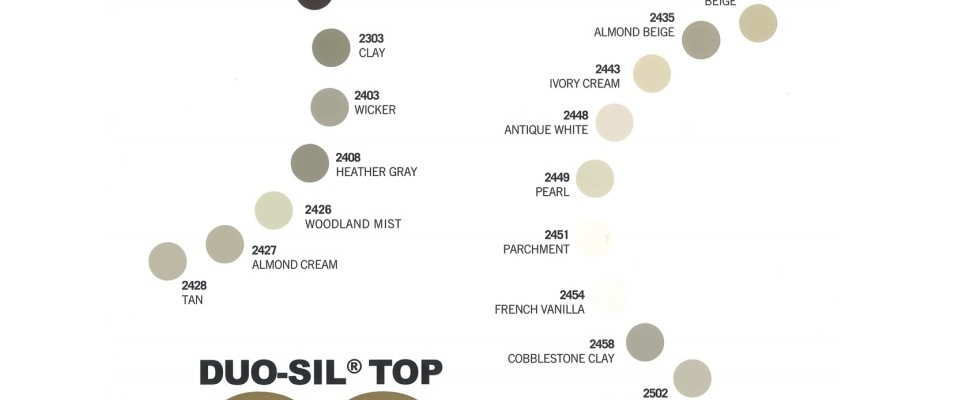 2303
CLAY
2403
WICKER
2408
HEATHER GRAY
2426
WOODLAND MIST
2427
ALMOND CREAM
2428
TAN
DUO-SIL® TOP
BEIGE
2435
ALMOND BEIGE
2443
IVORY CREAM
2448
ANTIQUE WHITE
2449
PEARL
2451
PARCHMENT
2454
FRENCH VANILLA
2458
COBBLESTONE CLAY
2502